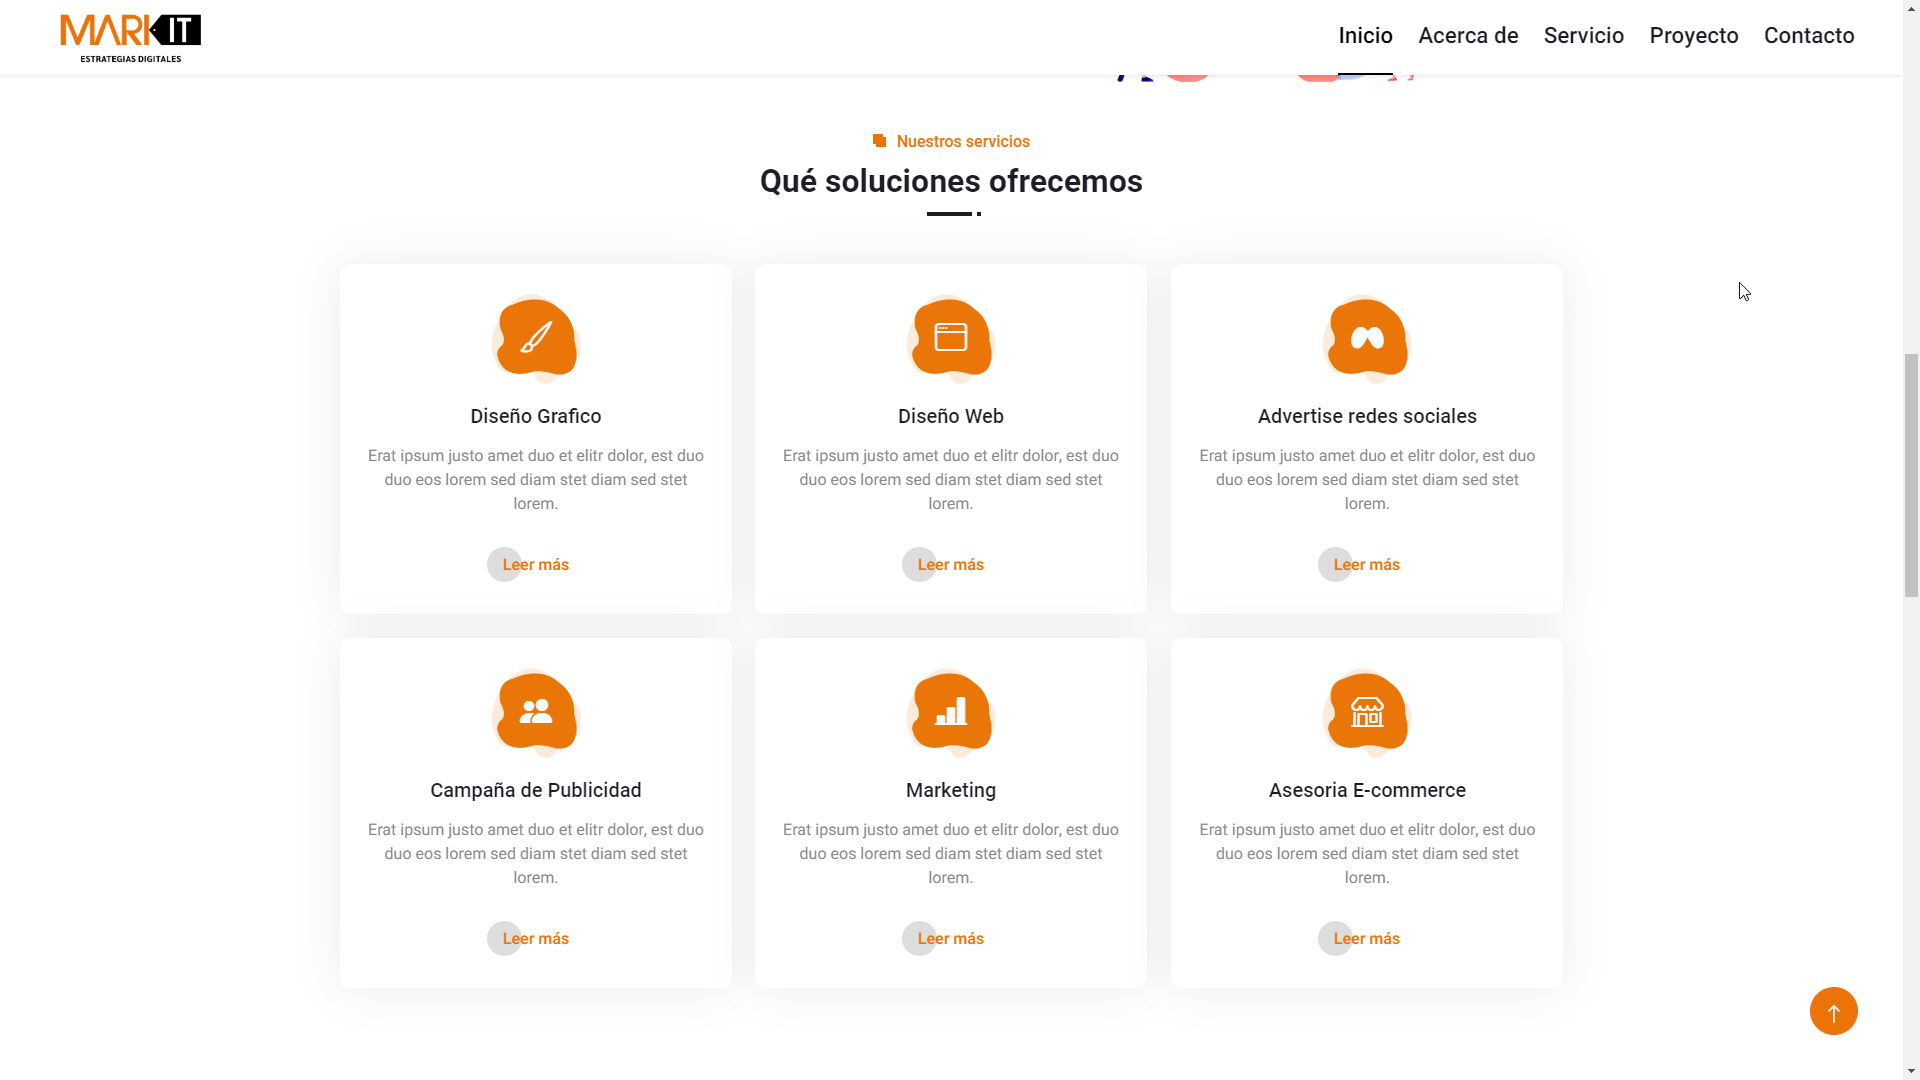 MARKIT
ESTRATEGIAS DIGITALES
Inicio
Acerca de
Servicio
Proyecto
Contacto
Nuestros servicios
Qué soluciones ofrecemos
Diseño Grafico
Erat ipsum justo amet duo et elitr dolor, est duo
duo eos lorem sed diam stet diam sed stet
lorem.
Leer más
Diseño Web
Erat ipsum justo amet duo et elitr dolor, est duo
duo eos lorem sed diam stet diam sed stet
lorem.
Leer más
Advertise redes sociales
Erat ipsum justo amet duo et elitr dolor, est duo
duo eos lorem sed diam stet diam sed stet
lorem.
Leer más
Campaña de Publicidad
Erat ipsum justo amet duo et elitr dolor, est duo
duo eos lorem sed diam stet diam sed stet
lorem.
Leer más
Marketing
Erat ipsum justo amet duo et elitr dolor, est duo
duo eos lorem sed diam stet diam sed stet
lorem.
Leer más
Asesoria E-commerce
Erat ipsum justo amet duo et elitr dolor, est duo
duo eos lorem sed diam stet diam sed stet
lorem.
Leer más